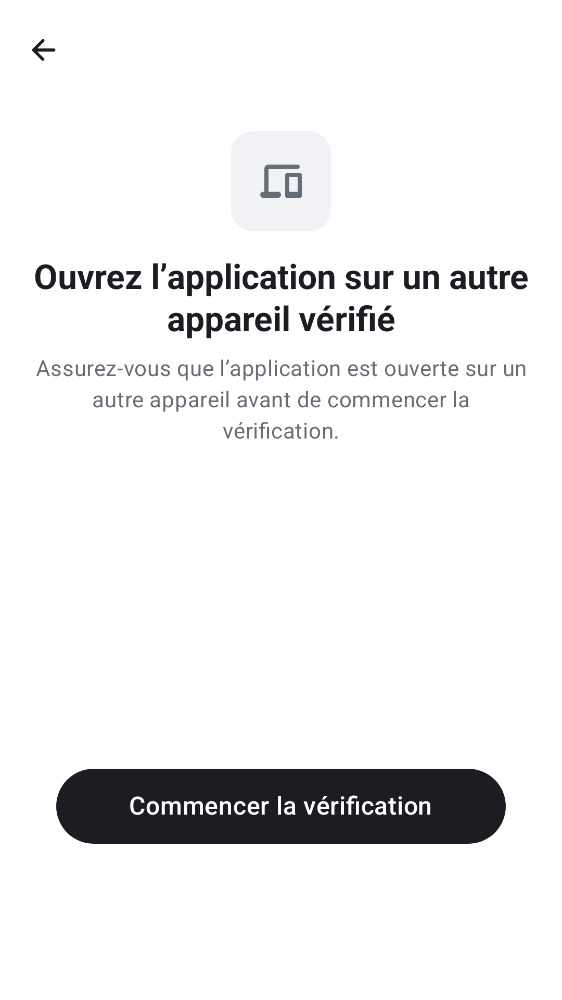 Ouvrez l’application sur un autre
appareil vérifié
Assurez-vous que l’application est ouverte sur un
autre appareil avant de commencer la
vérification.
Commencer la vérification